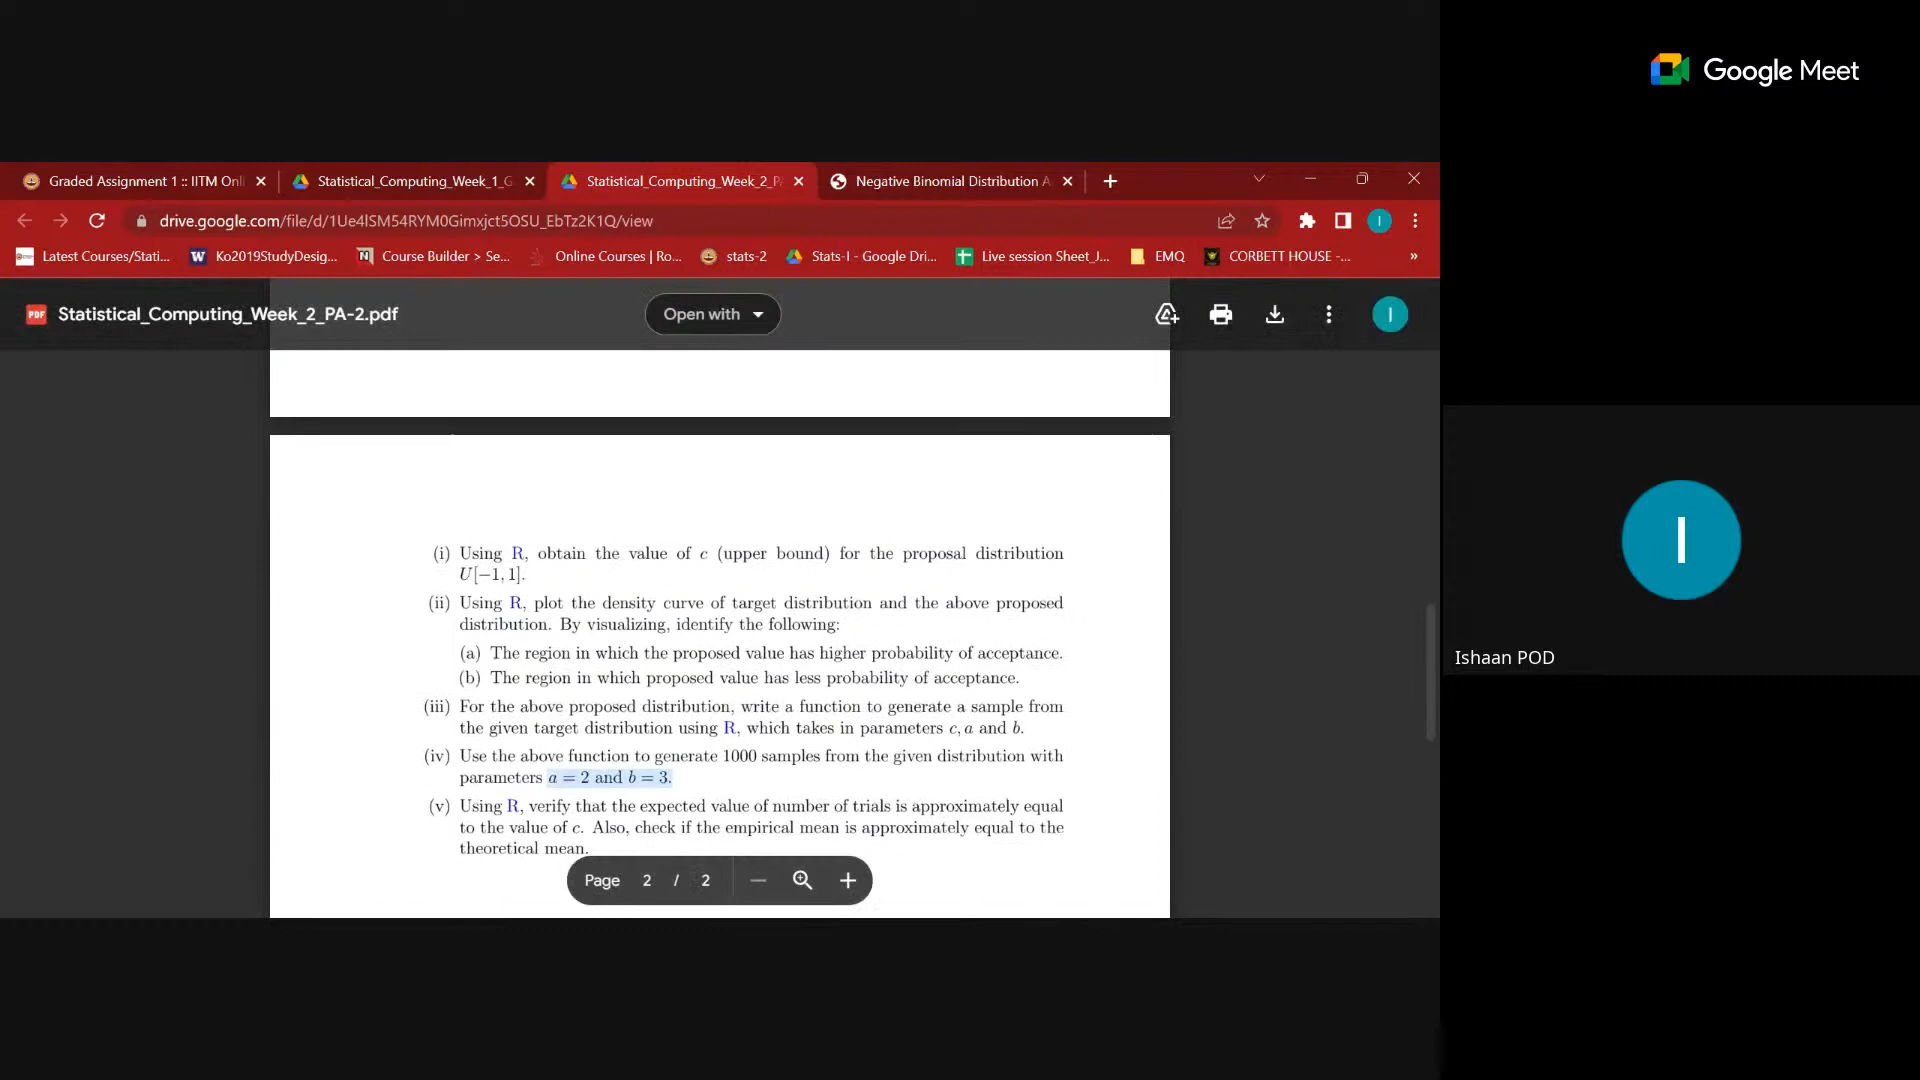 Google Meet
Graded Assignment 1 :: IITM Onli
Statistical_Computing_Week_1_G
Statistical_Computing_Week_2_P
Negative Binomial Distribution A
drive.google.com/file/d/1Ue4lSM54RYM0Gimxjct5OSU_EbTz2K1Q/view
I
Latest Courses/Stati...
W
Ko2019StudyDesig...
N
Course Builder > Se...
Online Courses | Ro...
stats-2
Stats-I - Google Dri...
Live session Sheet_J...
EMQ
CORBETT HOUSE -...
»
PDF
Statistical_Computing_Week_2_PA-2.pdf
Open with
I
(i) Using R, obtain the value of c (upper bound) for the proposal distribution
U[−1, 1].
(ii) Using R, plot the density curve of target distribution and the above proposed
distribution. By visualizing, identify the following:
(a) The region in which the proposed value has higher probability of acceptance.
(b) The region in which proposed value has less probability of acceptance.
(iii) For the above proposed distribution, write a function to generate a sample from
the given target distribution using R, which takes in parameters c, a and b.
(iv) Use the above function to generate 1000 samples from the given distribution with
parameters a = 2 and b = 3.
(v) Using R, verify that the expected value of number of trials is approximately equal
to the value of c. Also, check if the empirical mean is approximately equal to the
theoretical mean.
Page 2 / 2
I
Ishaan POD